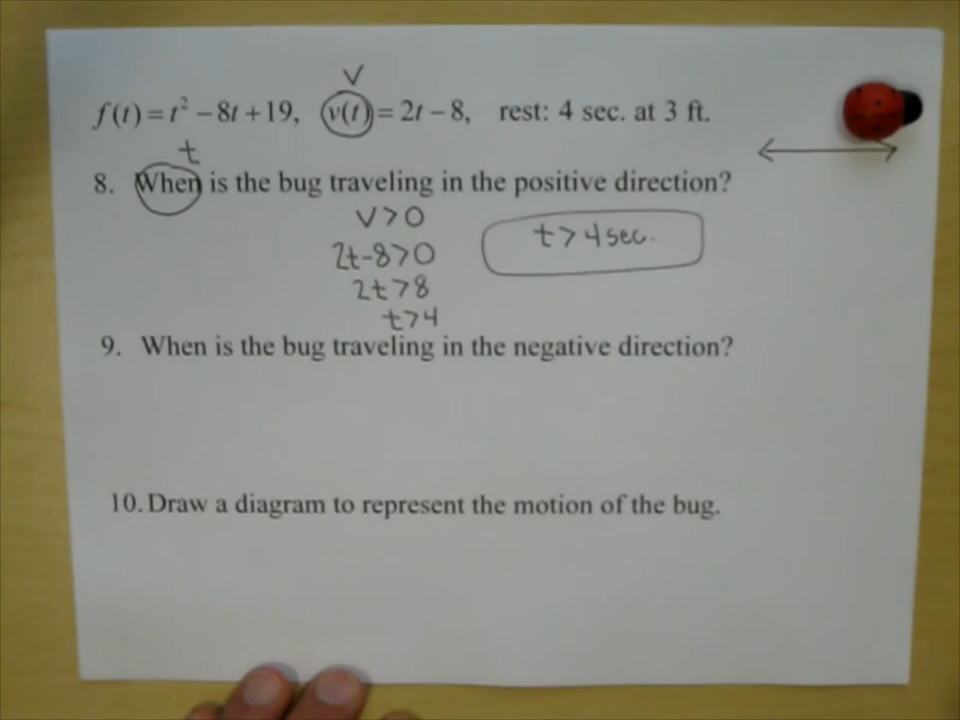 v
f(t) = t² – 8t + 19, v(t) = 2t – 8, rest: 4 sec. at 3 ft.
t
8. When is the bug traveling in the positive direction?
v>0
t>4 sec.
2t-8>0
2t>8
t>4
9. When is the bug traveling in the negative direction?
10. Draw a diagram to represent the motion of the bug.